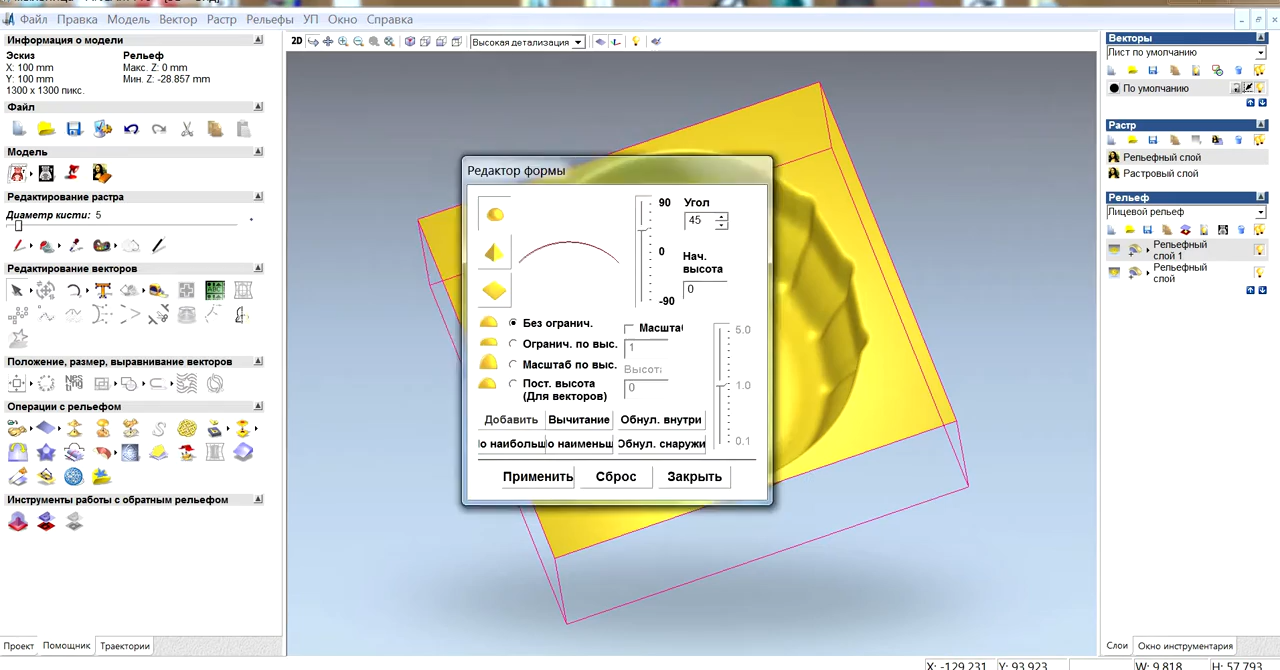 Файл Правка Модель Вектор Растр Рельефы УП Окно Справка
Информация о модели
Эскиз Рельеф
X: 100 mm Макс. Z: 0 mm
Y: 100 mm Мин. Z: -28.857 mm
1300 x 1300 пикс.
Файл
Модель
Редактирование растра
Диаметр кисти: 5
Редактирование векторов
ABC
Положение, размер, выравнивание векторов
Операции с рельефом
Инструменты работы с обратным рельефом
Проект Помощник Траектории
2D Высокая детализация
Редактор формы
90 Угол
45
0
Нач.
высота
0
-90
Без огранич.
Огранич. по выс.
Масштаб по выс.
Пост. высота
(Для векторов)
Масшта
1
Высот
0
5.0
1.0
0.1
Добавить Вычитание Обнул. внутри
о наибольш о наименьш Обнул. снаружи
Применить Сброс Закрыть
Векторы
Лист по умолчанию
По умолчанию
Растр
Рельефный слой
Растровый слой
Рельеф
Лицевой рельеф
Рельефный
слой 1
Рельефный
слой
Слои Окно инструментария
X: -129.231 Y: 93.923 W: 9.818 H: 57.793